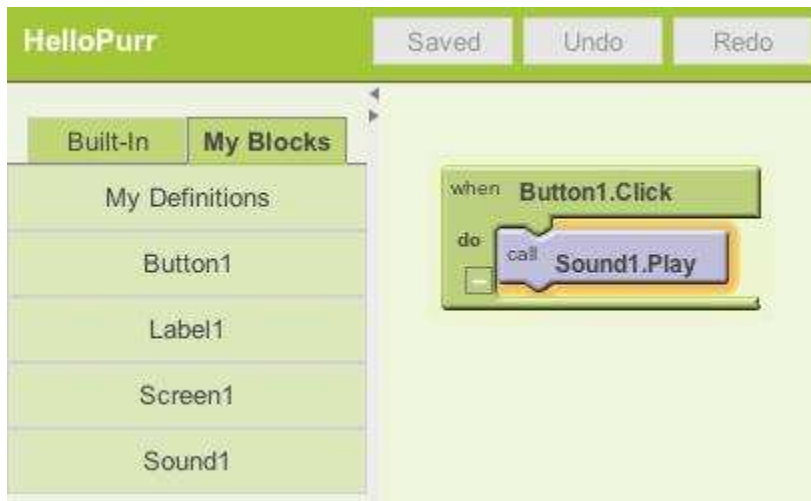 HelloPurr
Saved
Undo
Redo
Built-In
My Blocks
My Definitions
Button1
Label1
Screen1
Sound1
when Button1.Click
do
call Sound1.Play